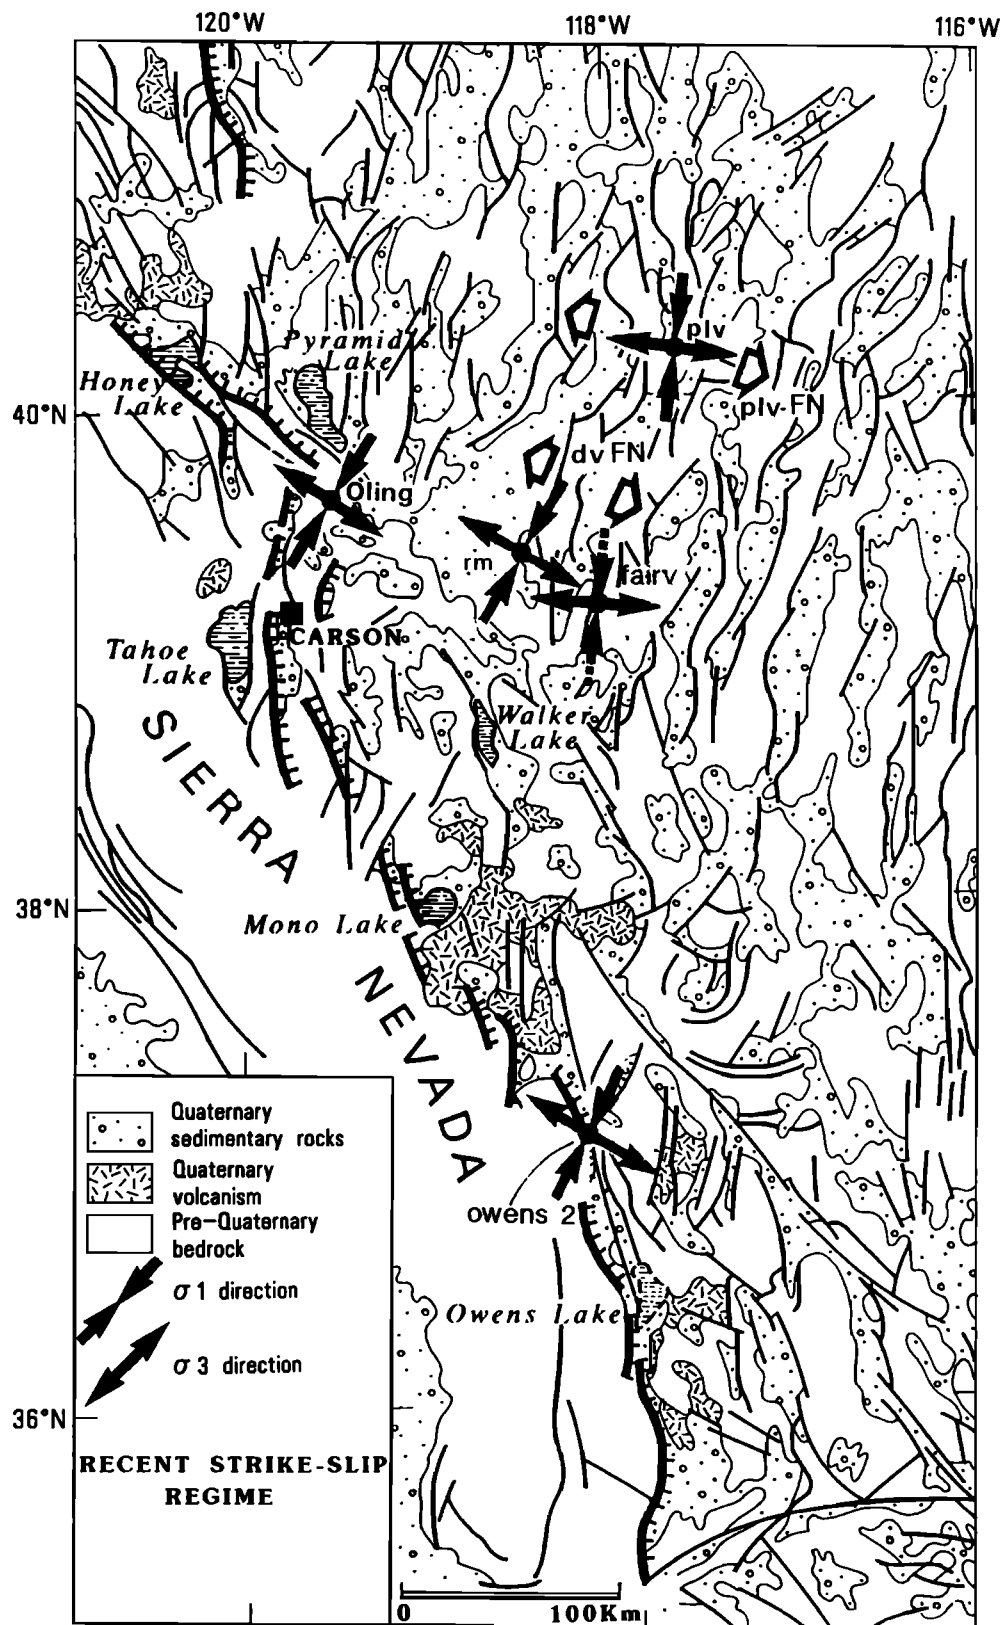 120°W 118°W 116°W
plv
Pyramid
Lake
Honey
Lake
plv-FN
40°N
dv FN
Oling
rm
fairv
CARSON
Tahoe
Lake
Walker
Lake
SIERRA
NEVADA
38°N
Mono Lake
Quaternary
sedimentary rocks
Quaternary
volcanism
Pre-Quaternary
bedrock
owens 2
σ1 direction
Owens Lake
σ3 direction
36°N
RECENT STRIKE-SLIP
REGIME
0 100Km